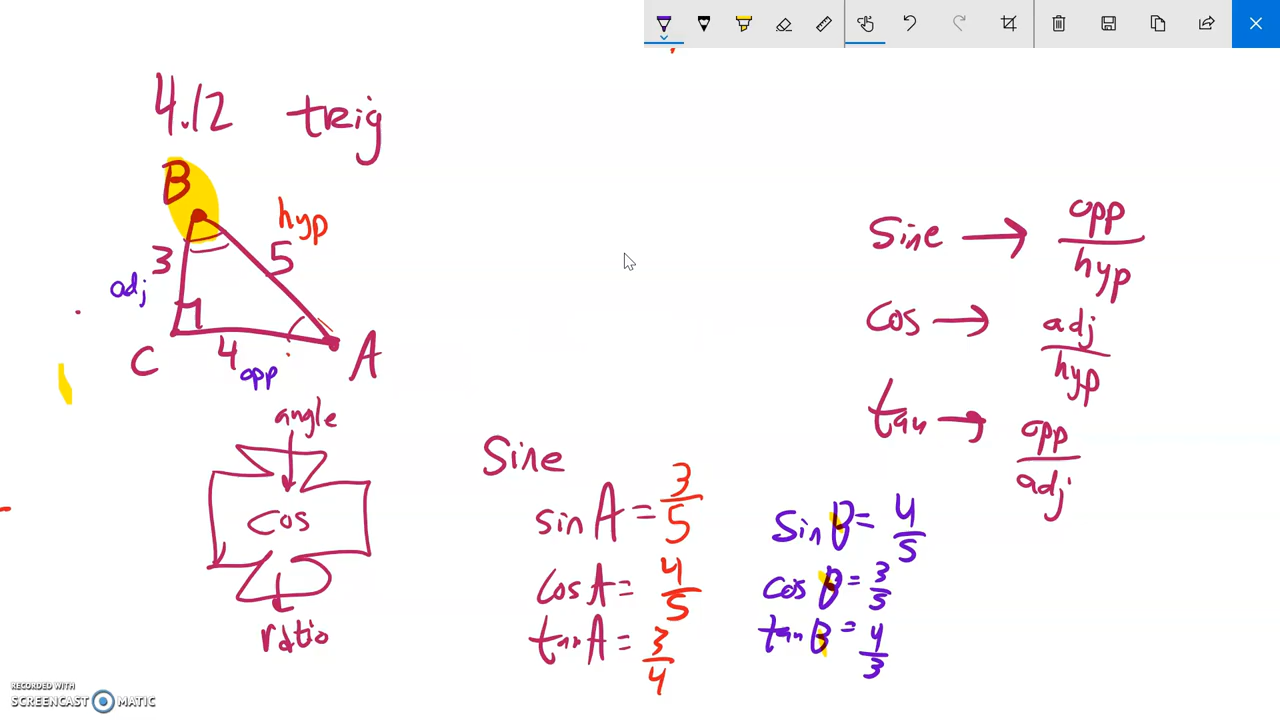 4.12 trig
B
hyp
3
5
adj
C
4
opp
A
angle
cos
ratio
Sine → opp/hyp
Cos → adj/hyp
tan → opp/adj
Sine
sin A = 3/5
cos A = 4/5
tan A = 3/4
Sin B = 4/5
cos B = 3/5
tan B = 4/3
RECORDED WITH
SCREENCAST MATIC